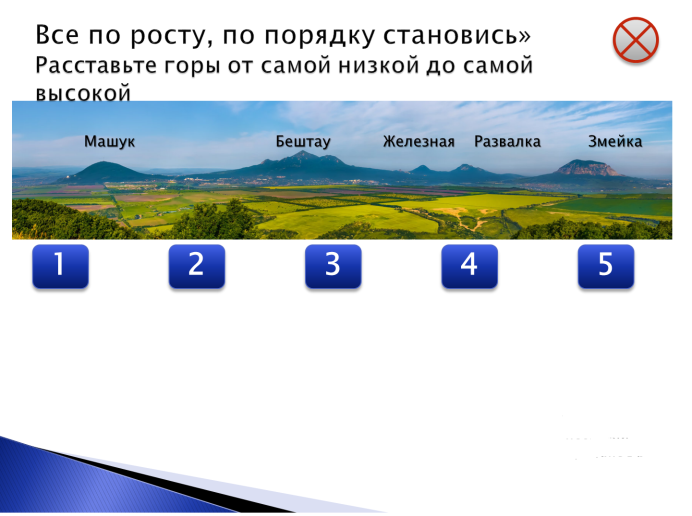 Все по росту, по порядку становись»
Расставьте горы от самой низкой до самой
высокой
Машук Бештау Железная Развалка Змейка
1 2 3 4 5